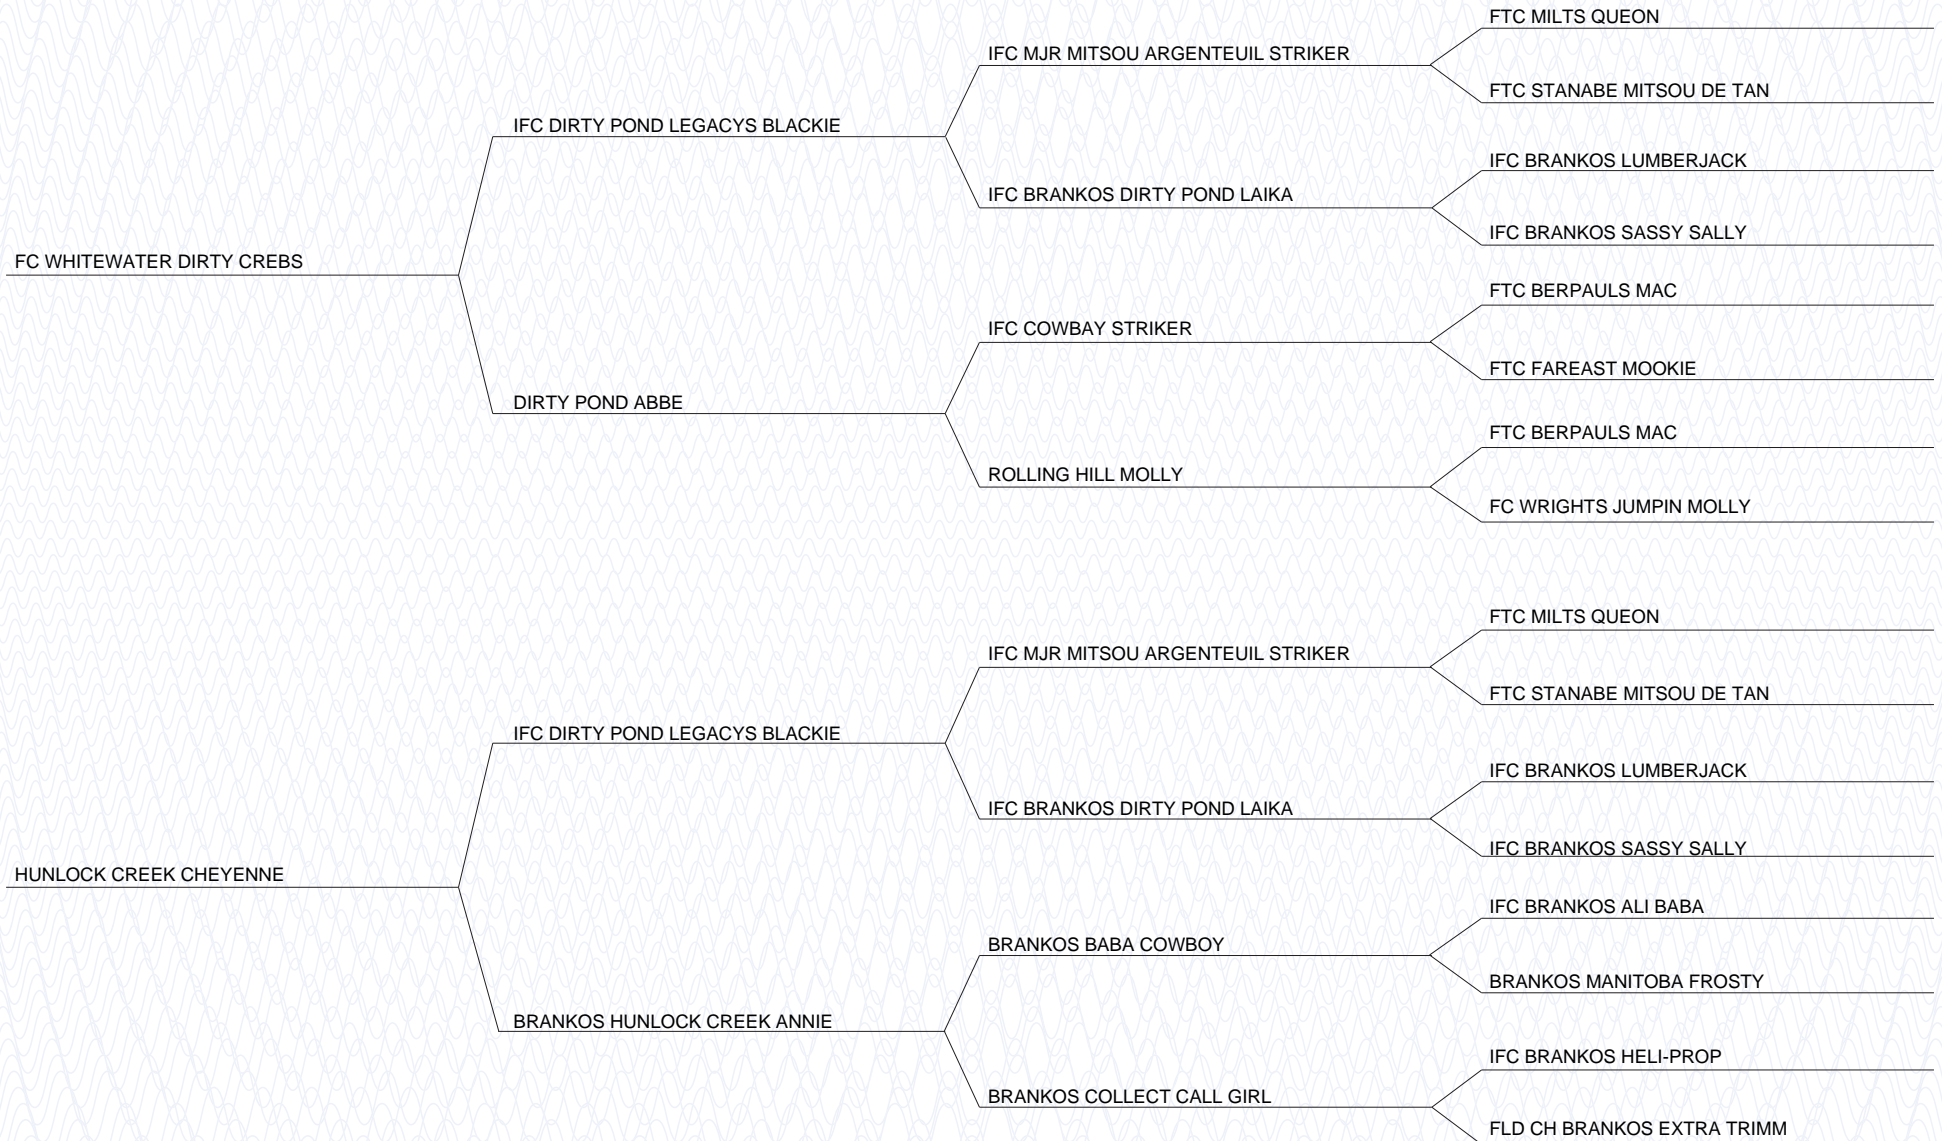 FTC MILTS QUEON
IFC MJR MITSOU ARGENTEUIL STRIKER
FTC STANABE MITSOU DE TAN
IFC DIRTY POND LEGACYS BLACKIE
IFC BRANKOS LUMBERJACK
IFC BRANKOS DIRTY POND LAIKA
IFC BRANKOS SASSY SALLY
FC WHITEWATER DIRTY CREBS
FTC BERPAULS MAC
IFC COWBAY STRIKER
FTC FAREAST MOOKIE
DIRTY POND ABBE
FTC BERPAULS MAC
ROLLING HILL MOLLY
FC WRIGHTS JUMPIN MOLLY
FTC MILTS QUEON
IFC MJR MITSOU ARGENTEUIL STRIKER
FTC STANABE MITSOU DE TAN
IFC DIRTY POND LEGACYS BLACKIE
IFC BRANKOS LUMBERJACK
IFC BRANKOS DIRTY POND LAIKA
IFC BRANKOS SASSY SALLY
HUNLOCK CREEK CHEYENNE
IFC BRANKOS ALI BABA
BRANKOS BABA COWBOY
BRANKOS MANITOBA FROSTY
BRANKOS HUNLOCK CREEK ANNIE
IFC BRANKOS HELI-PROP
BRANKOS COLLECT CALL GIRL
FLD CH BRANKOS EXTRA TRIMM